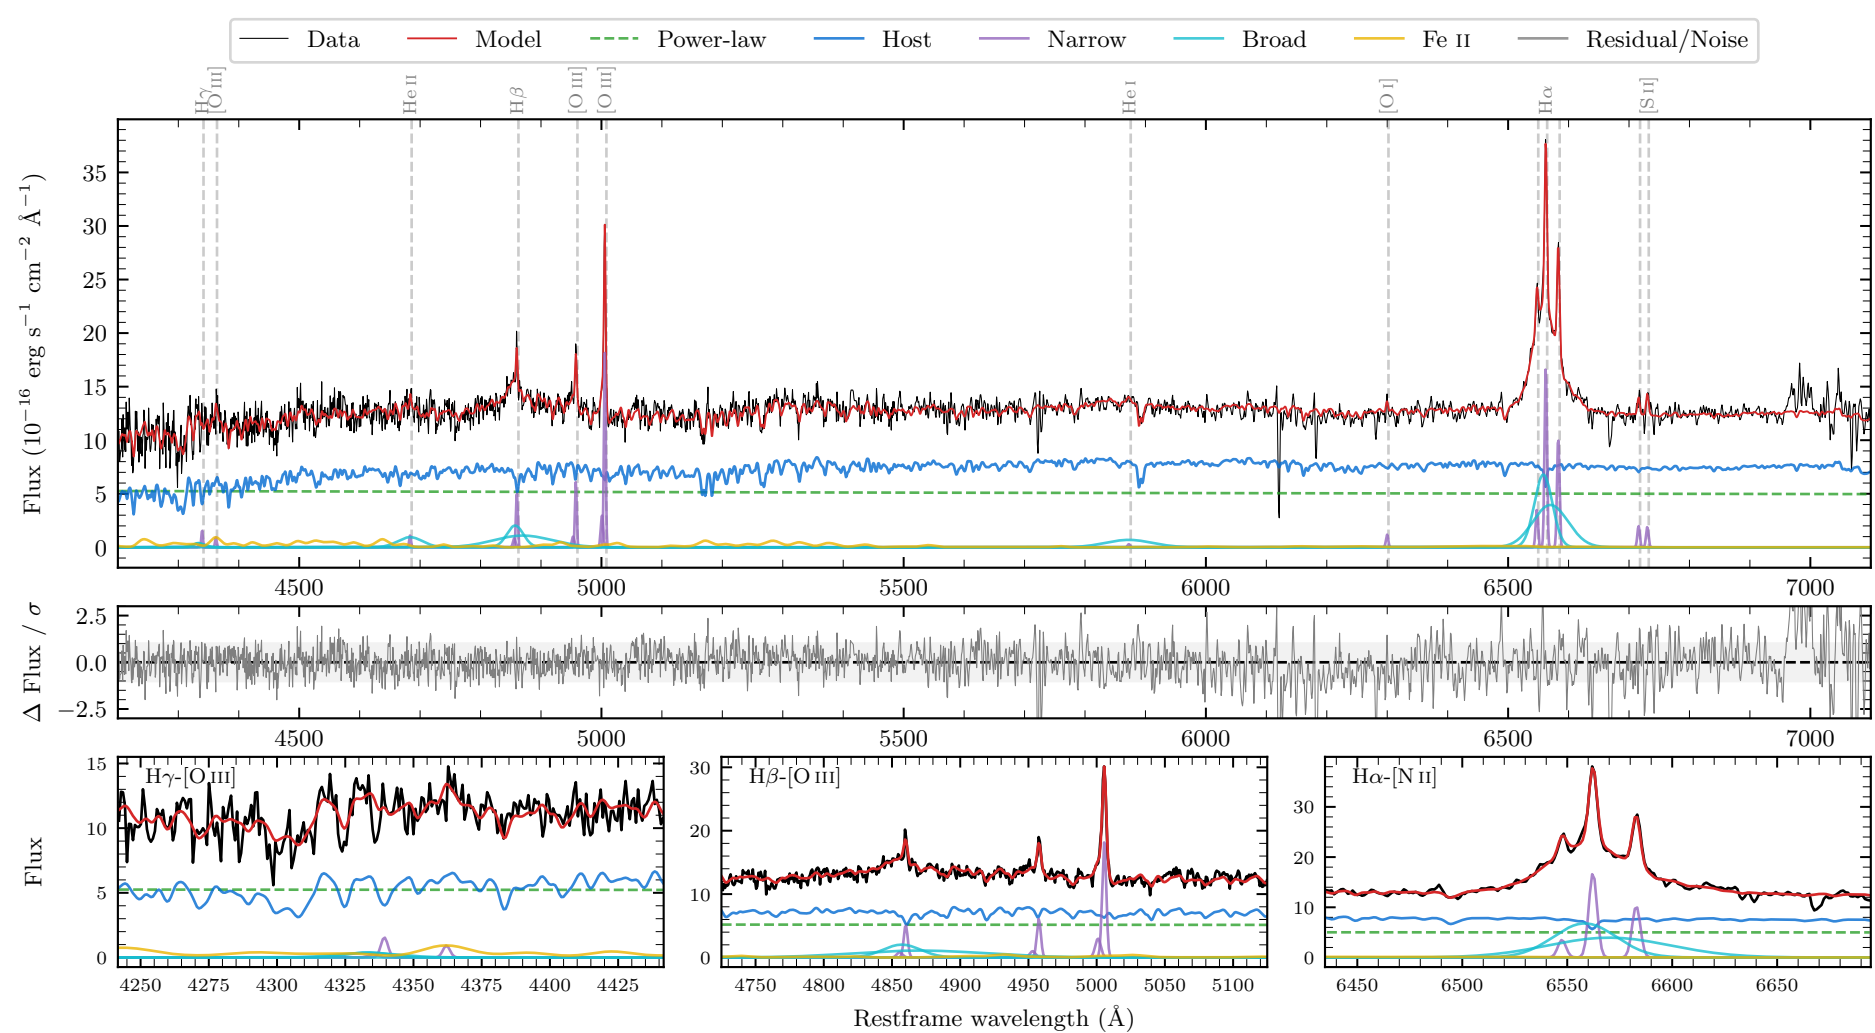 Data Model Power-law Host Narrow Broad Fe II Residual/Noise
Hγ [O III] He II Hβ [O III] [O III] He I [O I] Hα [S II]
Flux (10⁻¹⁶ erg s⁻¹ cm⁻² Å⁻¹)
35
30
25
20
15
10
5
0
4500 5000 5500 6000 6500 7000
Δ Flux / σ
2.5
0.0
−2.5
4500 5000 5500 6000 6500 7000
Flux
Hγ-[O III]
15
10
5
0
4250 4275 4300 4325 4350 4375 4400 4425
Hβ-[O III]
30
20
10
0
4750 4800 4850 4900 4950 5000 5050 5100
Hα-[N II]
30
20
10
0
6450 6500 6550 6600 6650
Restframe wavelength (Å)